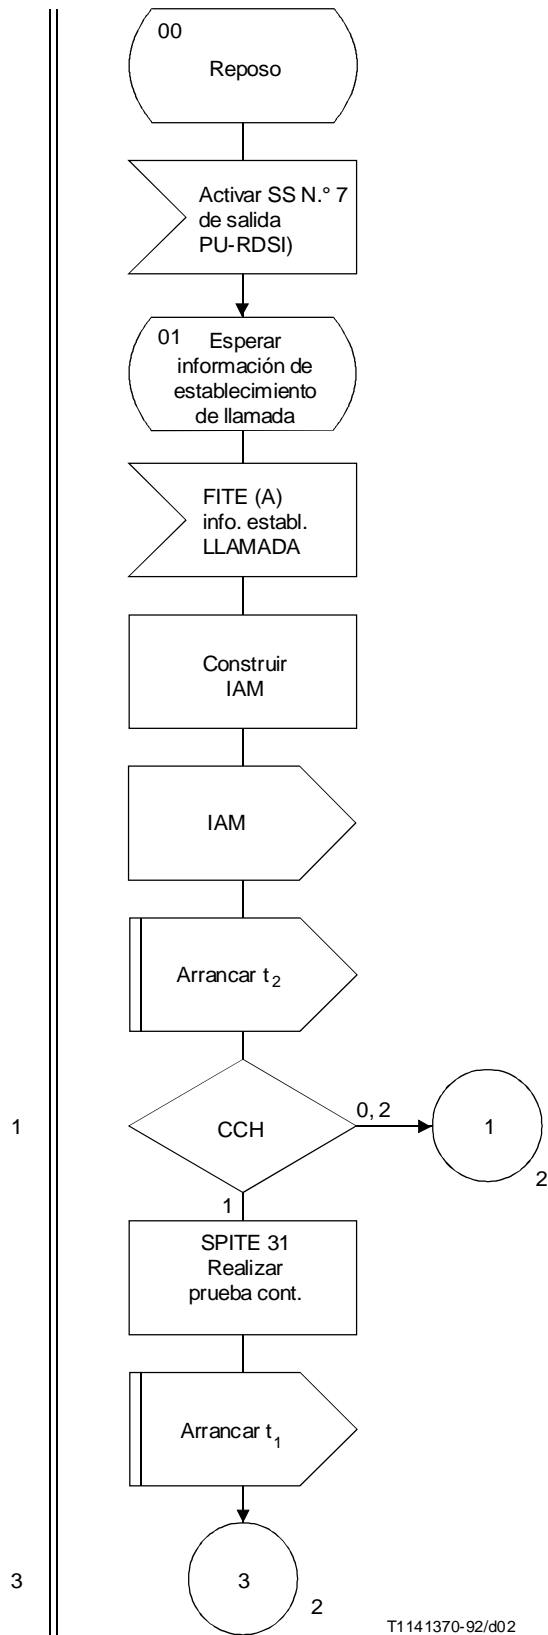 00
Reposo
Activar SS N.° 7
de salida
PU-RDSI)
01 Esperar
información de
establecimiento
de llamada
FITE (A)
info. establ.
LLAMADA
Construir
IAM
IAM
Arrancar t2
1
CCH
0, 2
1
2
1
SPITE 31
Realizar
prueba cont.
Arrancar t1
3
3
2
T1141370-92/d02